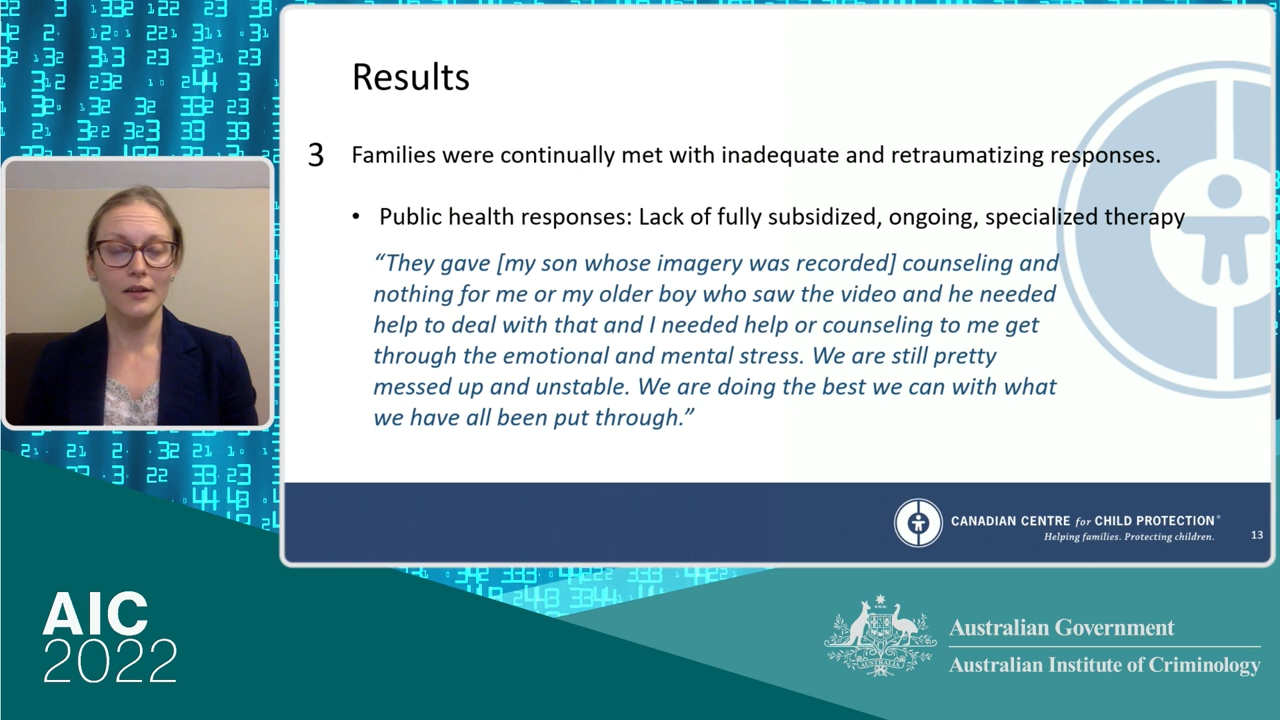 Results
3 Families were continually met with inadequate and retraumatizing responses.
• Public health responses: Lack of fully subsidized, ongoing, specialized therapy
“They gave [my son whose imagery was recorded] counseling and
nothing for me or my older boy who saw the video and he needed
help to deal with that and I needed help or counseling to me get
through the emotional and mental stress. We are still pretty
messed up and unstable. We are doing the best we can with what
we have all been put through.”
CANADIAN CENTRE for CHILD PROTECTION®
Helping families. Protecting children.
13
AIC
2022
Australian Government
Australian Institute of Criminology